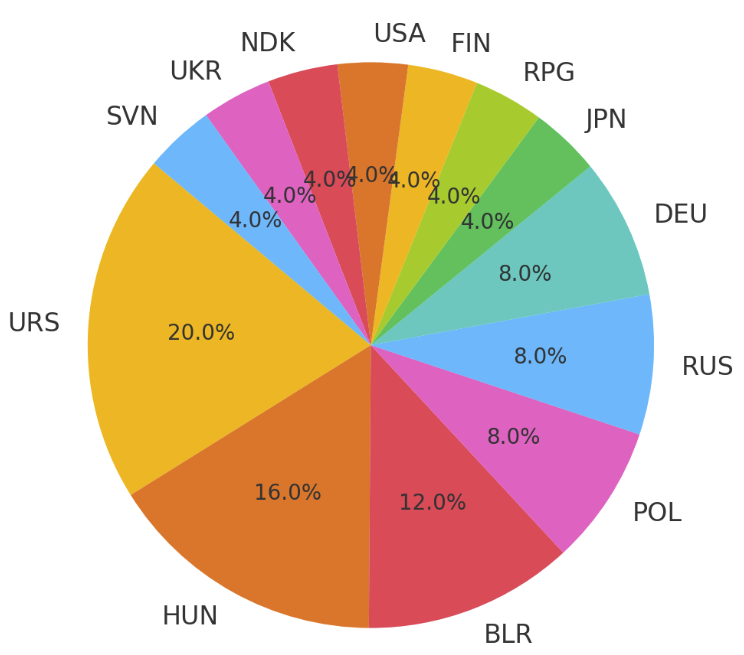 USA
NDK
FIN
UKR
RPG
SVN
JPN
4.0%
4.0%
4.0%
4.0%
4.0%
4.0%
4.0%
DEU
8.0%
URS
20.0%
8.0%
RUS
8.0%
16.0%
12.0%
POL
HUN
BLR